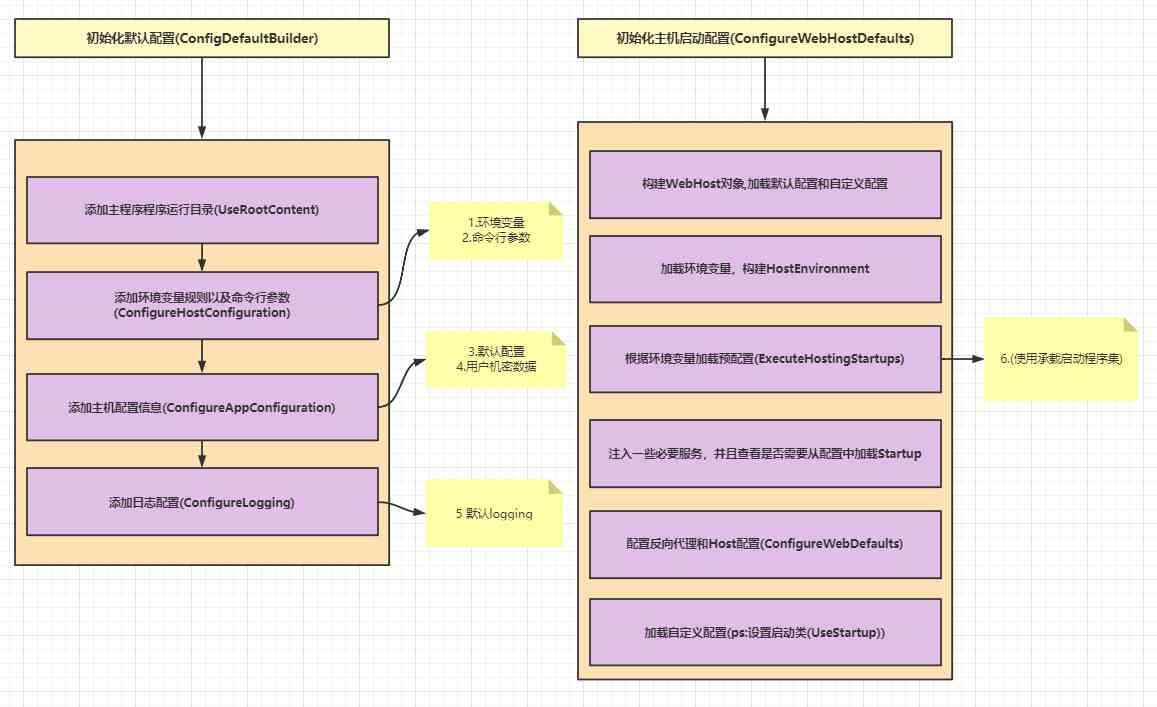 初始化默认配置(ConfigDefaultBuilder)
添加主程序程序运行目录(UseRootContent)
添加环境变量规则以及命令行参数
(ConfigureHostConfiguration)
1.环境变量
2.命令行参数
添加主机配置信息(ConfigureAppConfiguration)
3.默认配置
4.用户机密数据
添加日志配置(ConfigureLogging)
5 默认logging
初始化主机启动配置(ConfigureWebHostDefaults)
构建WebHost对象,加载默认配置和自定义配置
加载环境变量，构建HostEnvironment
根据环境变量加载预配置(ExecuteHostingStartups)
6.(使用承载启动程序集)
注入一些必要服务，并且查看是否需要从配置中加载Startup
配置反向代理和Host配置(ConfigureWebDefaults)
加载自定义配置(ps:设置启动类(UseStartup))